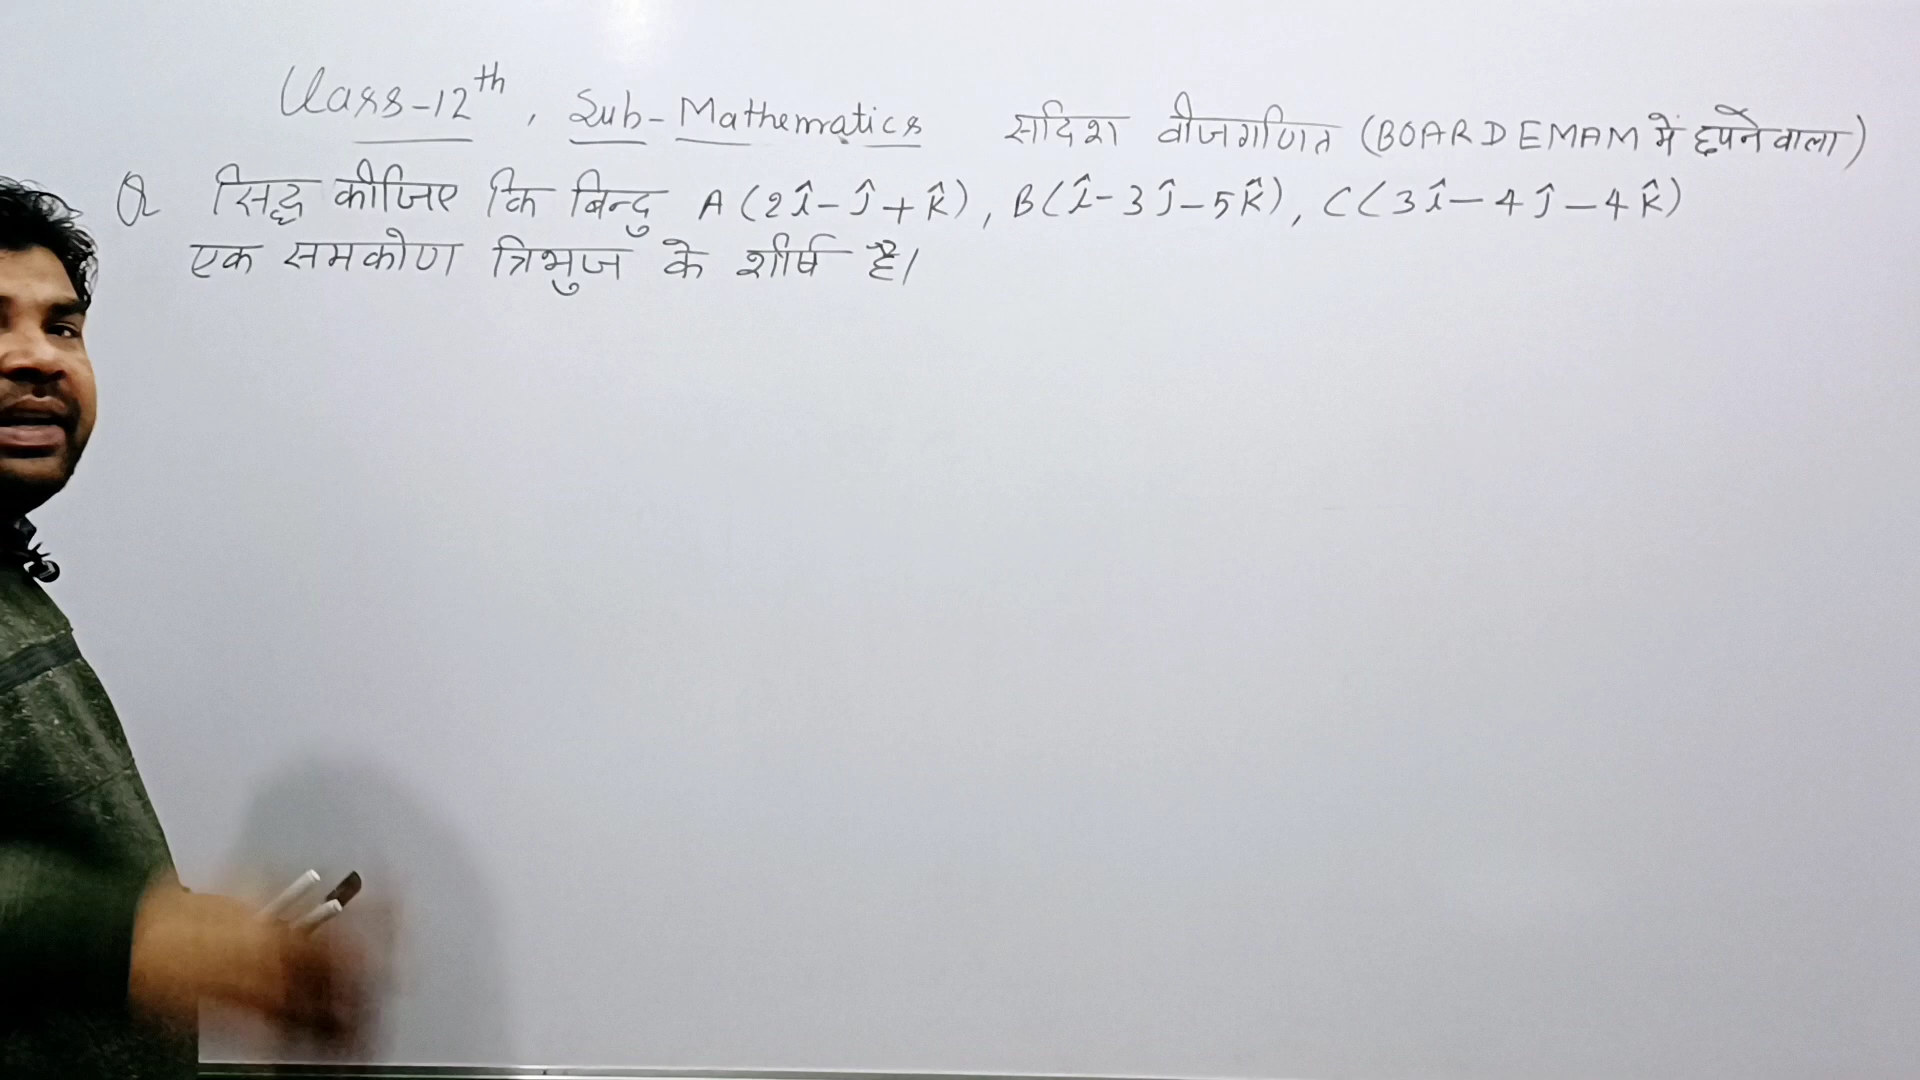 Class-12th, Sub-Mathematics सदिश बीजगणित (BOARD EMAM में छपने वाला)
Q सिद्ध कीजिए कि बिन्दु A(2î-ĵ+k̂), B(î-3ĵ-5k̂), C(3î-4ĵ-4k̂)
एक समकोण त्रिभुज के शीर्ष है।